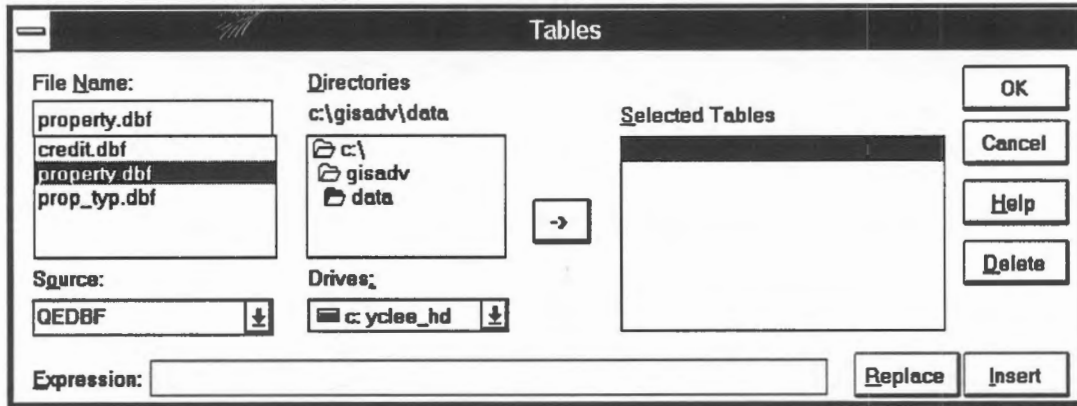 Tables
File Name:
property.dbf
credit.dbf
property.dbf
prop_typ.dbf
Source:
QEDBF
Directories
c:\gisadv\data
c:\
gisadv
data
Drives:
c: yclee_hd
->
Selected Tables
OK
Cancel
Help
Delete
Expression:
Replace
Insert